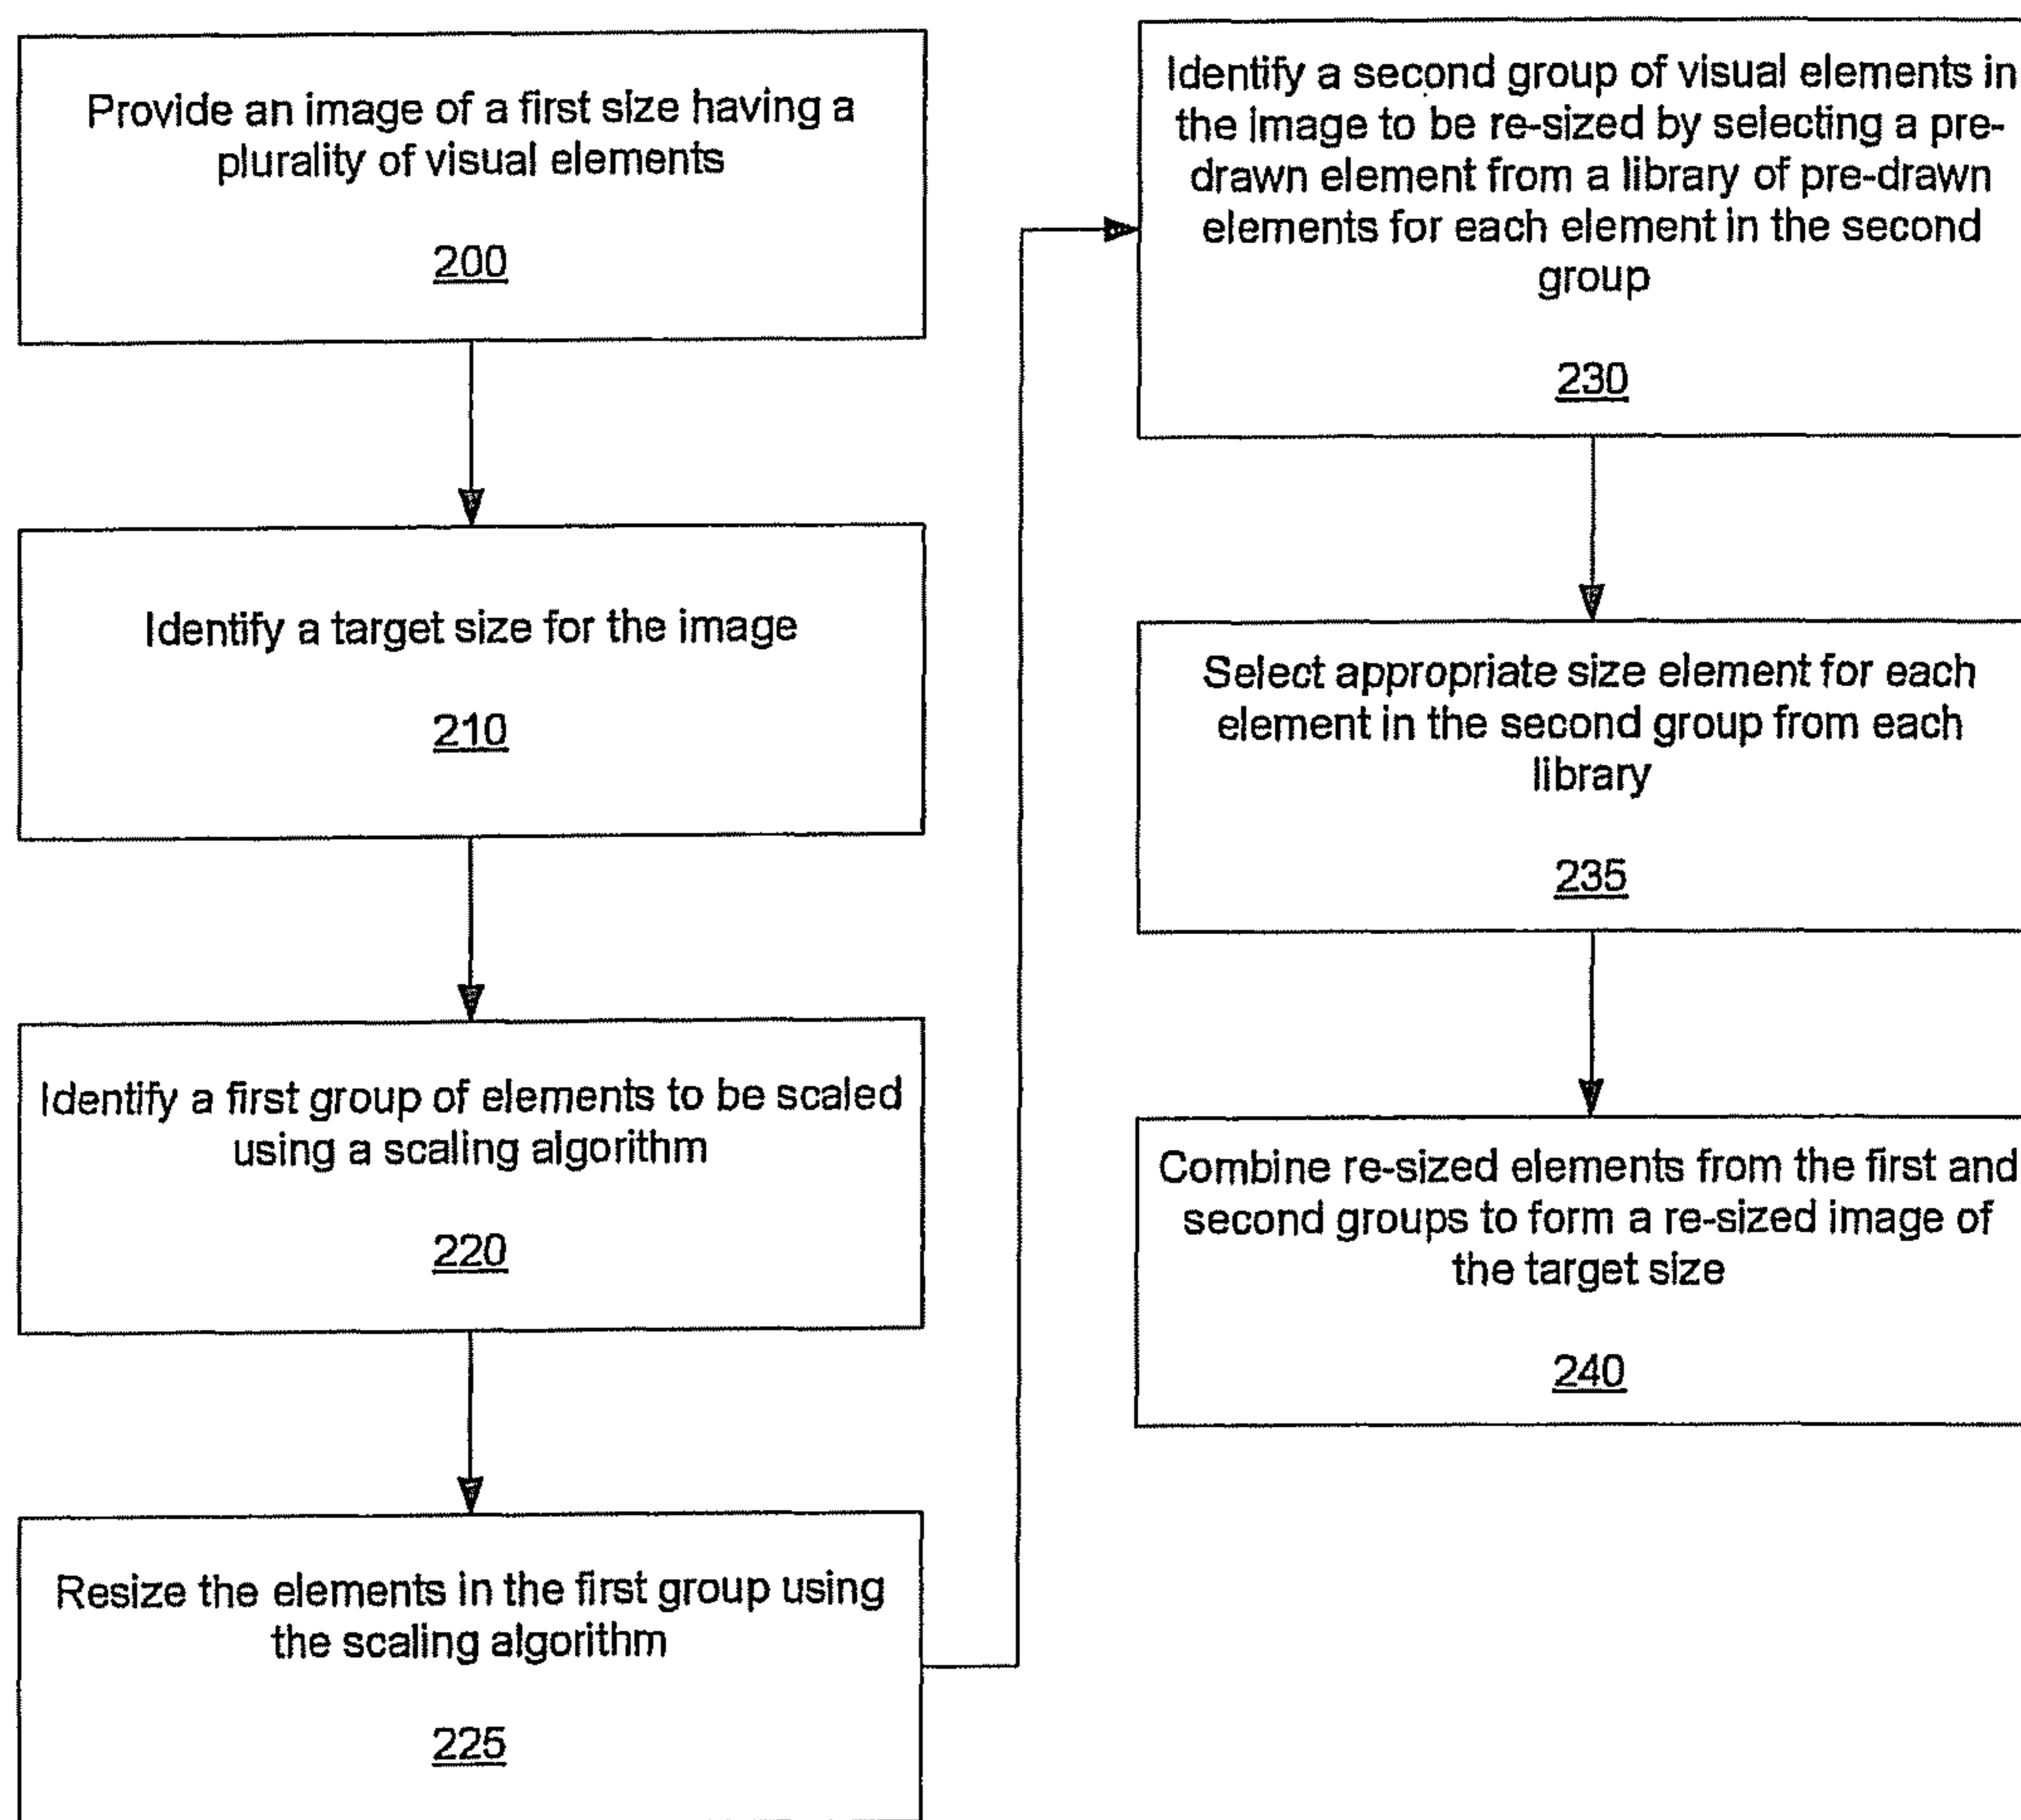 Provide an image of a first size having a
plurality of visual elements
200
Identify a target size for the image
210
Identify a first group of elements to be scaled
using a scaling algorithm
220
Resize the elements in the first group using
the scaling algorithm
225
Identify a second group of visual elements in
the image to be re-sized by selecting a pre-
drawn element from a library of pre-drawn
elements for each element in the second
group
230
Select appropriate size element for each
element in the second group from each
library
235
Combine re-sized elements from the first and
second groups to form a re-sized image of
the target size
240